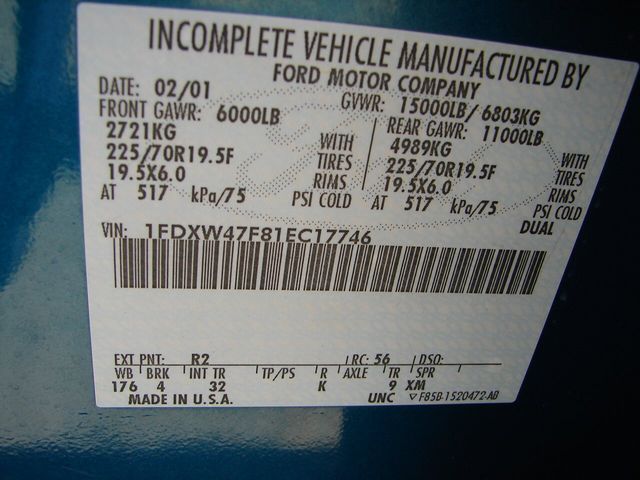 INCOMPLETE VEHICLE MANUFACTURED BY
FORD MOTOR COMPANY
DATE: 02/01 GVWR: 15000LB/ 6803KG
FRONT GAWR: 6000LB REAR GAWR: 11000LB
2721KG WITH 4989KG WITH
225/70R19.5F TIRES 225/70R19.5F TIRES
19.5X6.0 RIMS 19.5X6.0 RIMS
AT 517 kPa/75 PSI COLD AT 517 kPa/75 PSI COLD
DUAL
VIN: 1FDXW47F81EC17746
EXT PNT: R2 RC: 56 DSO:
WB BRK INT TR TP/PS R AXLE TR SPR
176 4 32 K 9 XM
MADE IN U.S.A. UNC ▽ F85B-1520472-AB